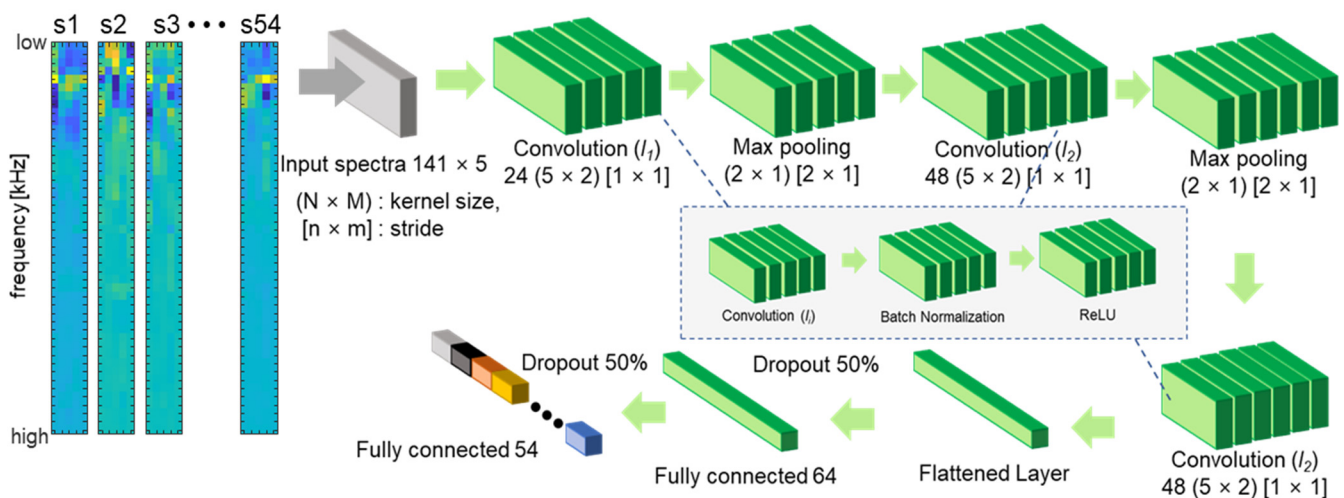 s1 s2 s3 ••• s54
low
frequency [kHz]
high
Input spectra 141 × 5
(N × M) : kernel size,
[n × m] : stride
Convolution (l1)
24 (5 × 2) [1 × 1]
Max pooling
(2 × 1) [2 × 1]
Convolution (l2)
48 (5 × 2) [1 × 1]
Max pooling
(2 × 1) [2 × 1]
Convolution (li)
Batch Normalization
ReLU
Convolution (l2)
48 (5 × 2) [1 × 1]
Flattened Layer
Dropout 50%
Fully connected 64
Dropout 50%
Fully connected 54